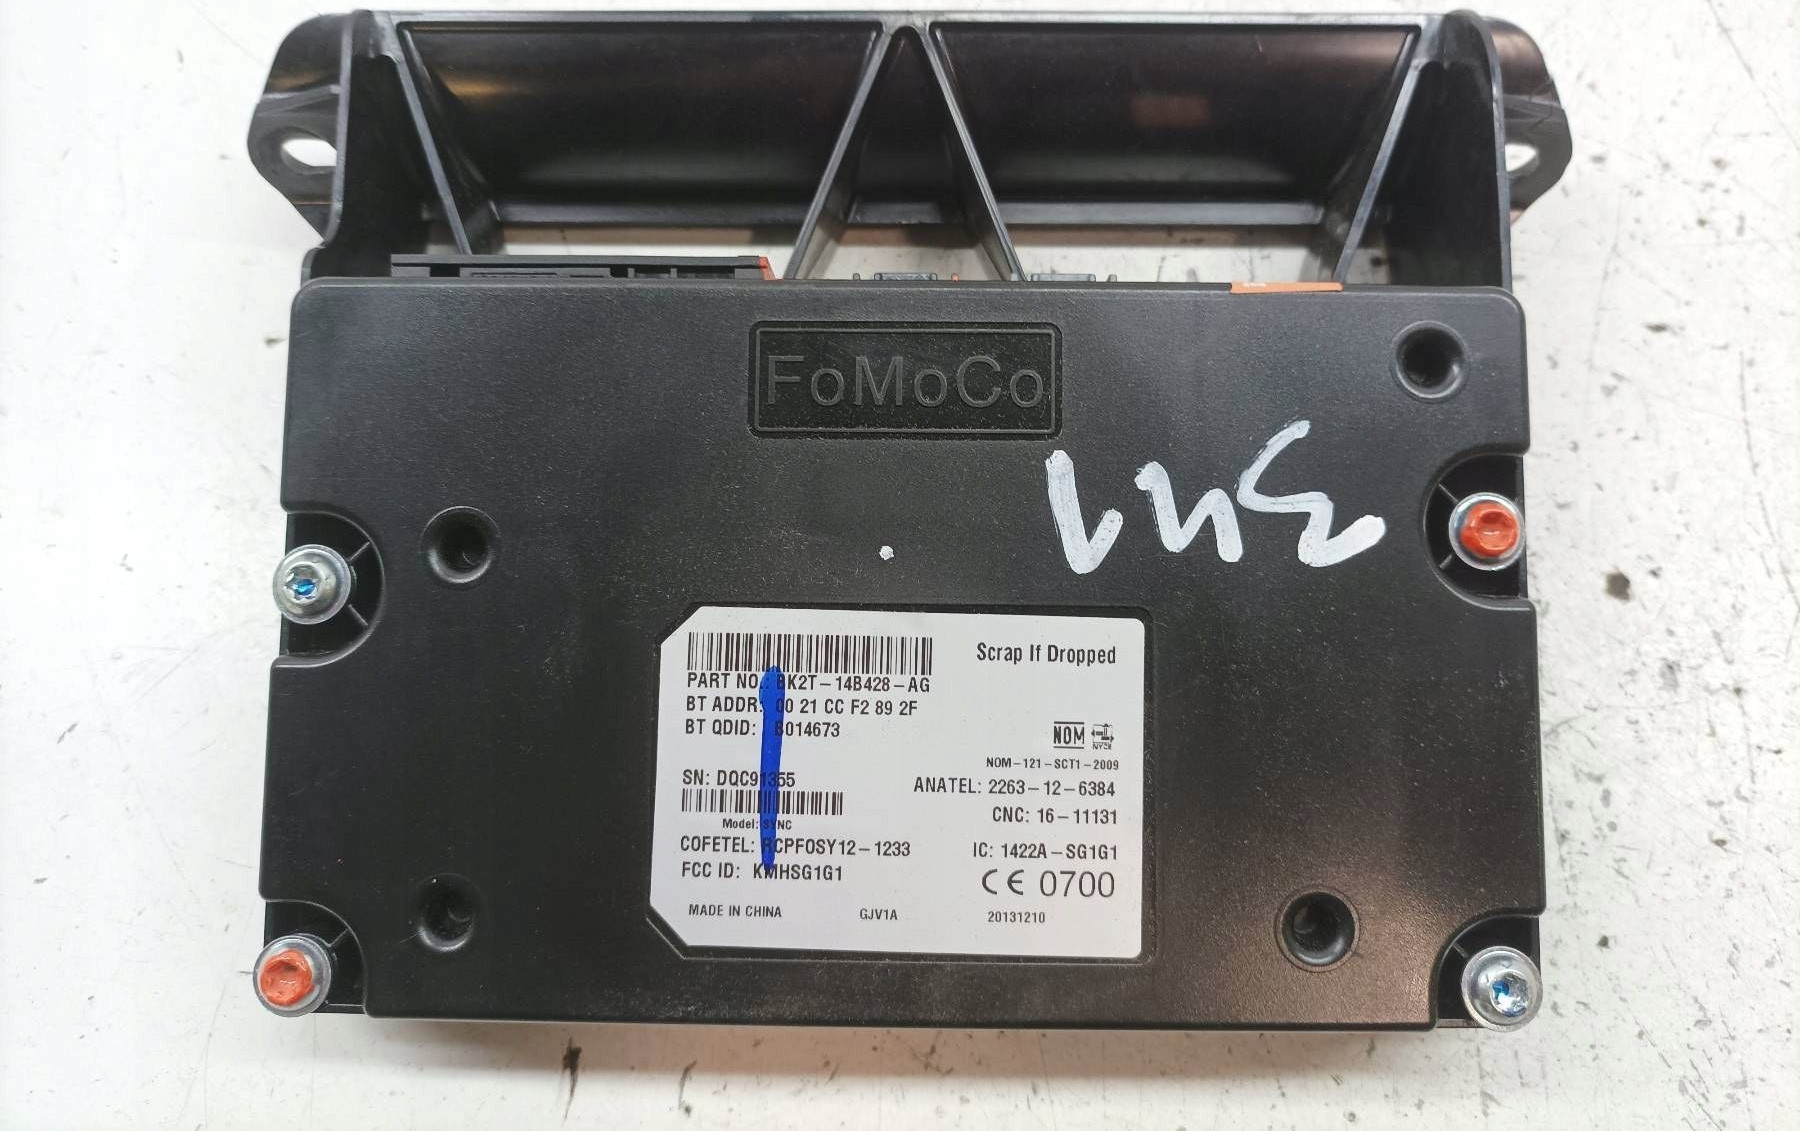 FoMoCo
341
Scrap If Dropped
PART NO.: BK2T-14B428-AG
BT ADDR: 00 21 CC F2 89 2F
BT QDID: B014673
NOM NYCE
NOM-121-SCT1-2009
SN: DQC91355
ANATEL: 2263-12-6384
CNC: 16-11131
Model: SYNC
COFETEL: RCPFOSY12-1233
IC: 1422A-SG1G1
FCC ID: KMHSG1G1
CE 0700
MADE IN CHINA GJV1A 20131210